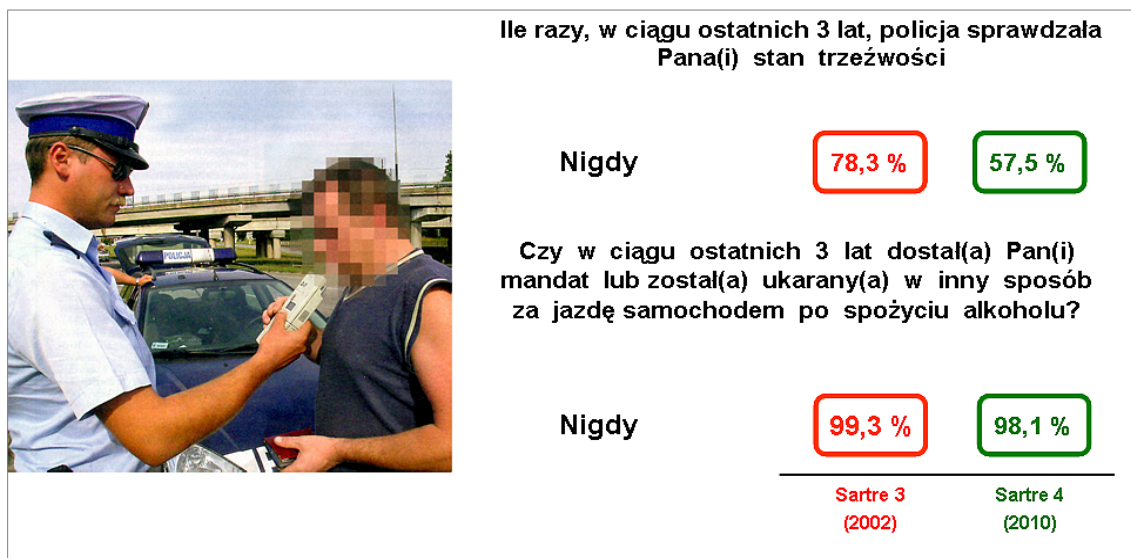 Ile razy, w ciągu ostatnich 3 lat, policja sprawdzała
Pana(i) stan trzeźwości
Nigdy 78,3 % 57,5 %
POLICJA
Czy w ciągu ostatnich 3 lat dostał(a) Pan(i)
mandat lub został(a) ukarany(a) w inny sposób
za jazdę samochodem po spożyciu alkoholu?
Nigdy 99,3 % 98,1 %
Sartre 3 Sartre 4
(2002) (2010)